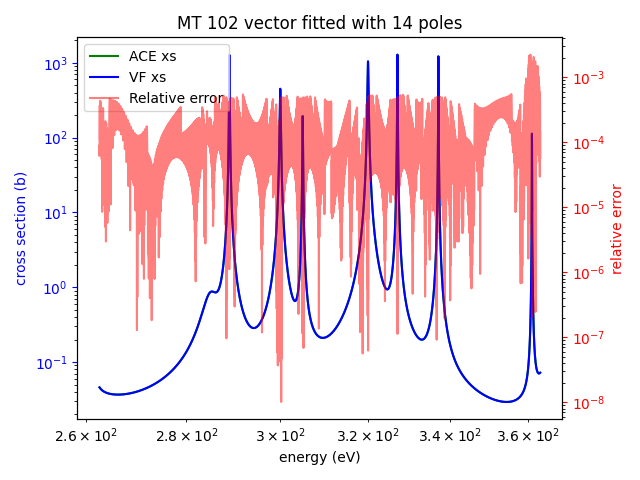 MT 102 vector fitted with 14 poles
ACE xs
VF xs
Relative error
cross section (b)
10³
10²
10¹
10⁰
10⁻¹
10⁻³
10⁻⁴
10⁻⁵
10⁻⁶
10⁻⁷
10⁻⁸
relative error
2.6 × 10² 2.8 × 10² 3 × 10² 3.2 × 10² 3.4 × 10² 3.6 × 10²
energy (eV)